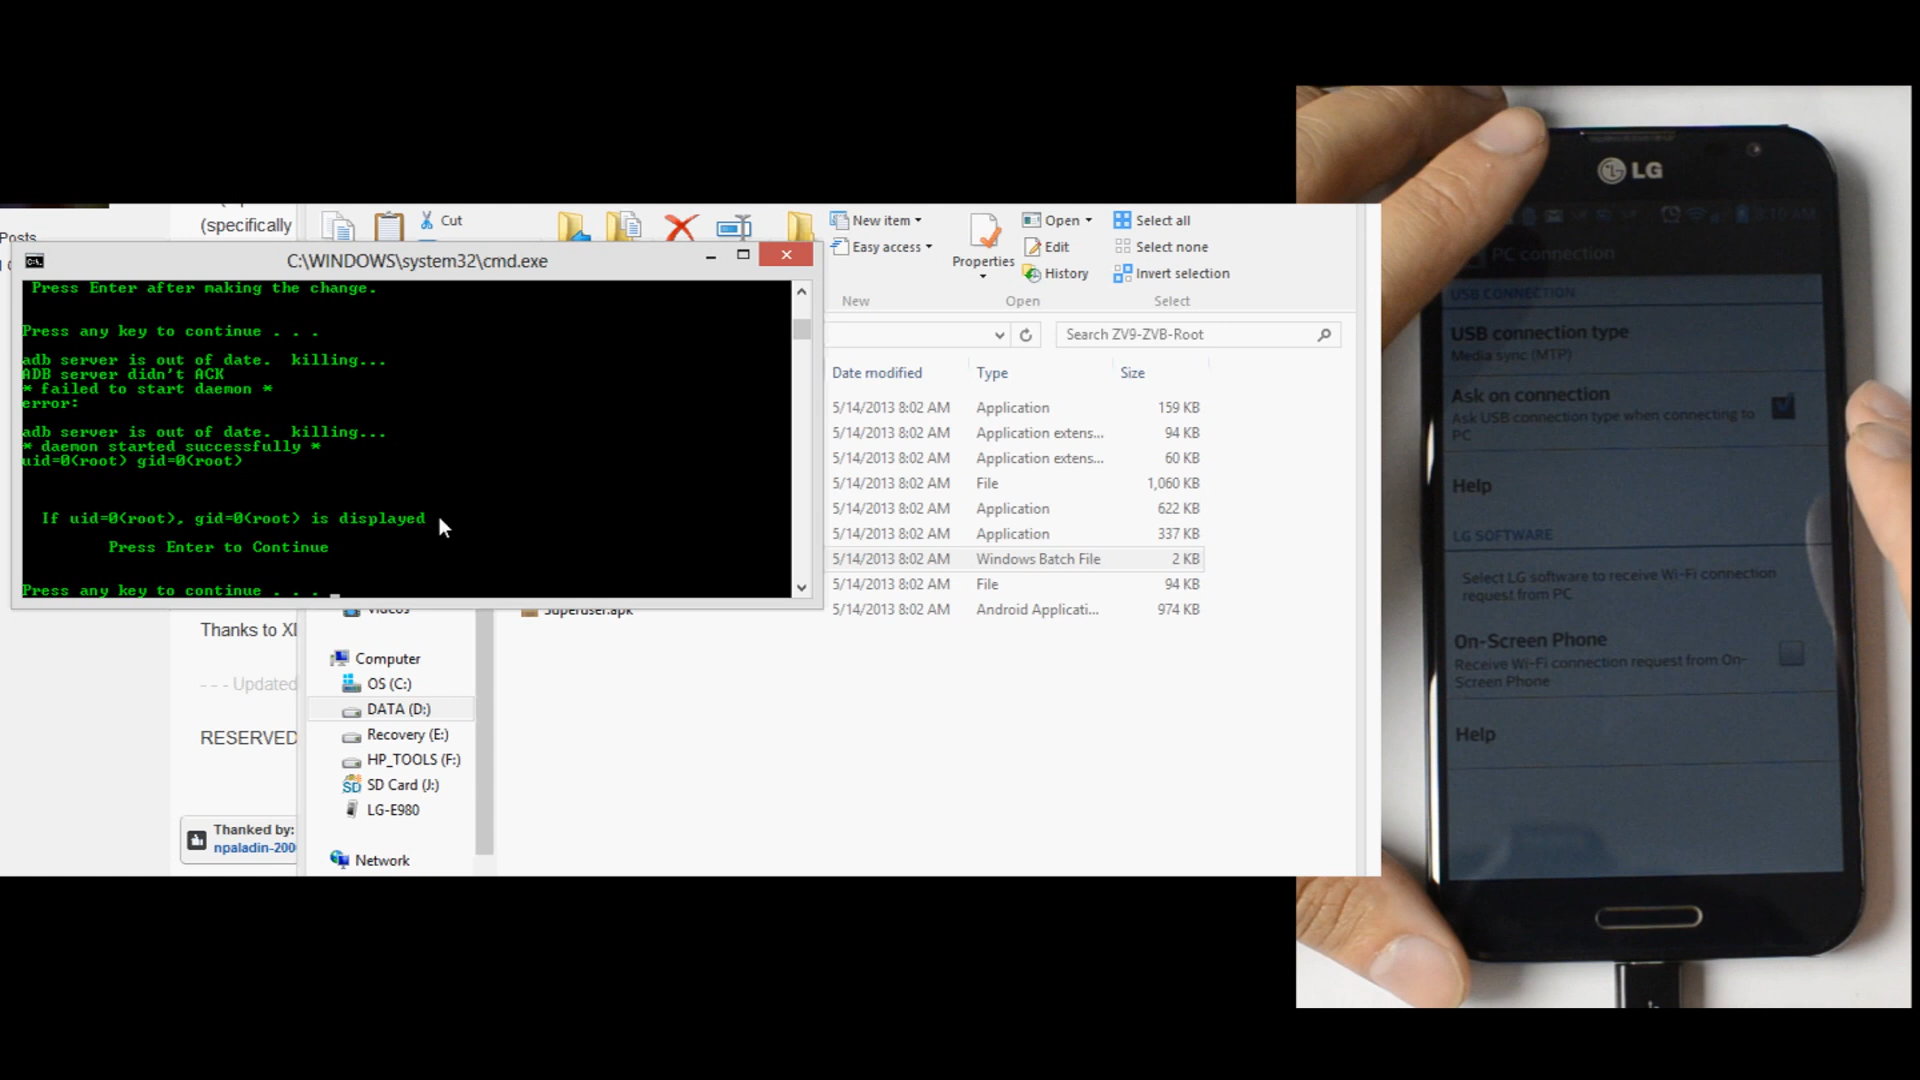 Posts
(specifically
Cut
New item
Easy access
Properties
Open
Edit
History
Select all
Select none
Invert selection
New
Open
Select
C:\WINDOWS\system32\cmd.exe
Press Enter after making the change.
Press any key to continue . . .
adb server is out of date.  killing...
ADB server didn't ACK
* failed to start daemon *
error:
adb server is out of date.  killing...
* daemon started successfully *
uid=0(root) gid=0(root)
If uid=0(root), gid=0(root) is displayed
Press Enter to Continue
Press any key to continue . . .
Search ZV9-ZVB-Root
Date modified Type Size
5/14/2013 8:02 AM Application 159 KB
5/14/2013 8:02 AM Application extens... 94 KB
5/14/2013 8:02 AM Application extens... 60 KB
5/14/2013 8:02 AM File 1,060 KB
5/14/2013 8:02 AM Application 622 KB
5/14/2013 8:02 AM Application 337 KB
5/14/2013 8:02 AM Windows Batch File 2 KB
5/14/2013 8:02 AM File 94 KB
Superuser.apk 5/14/2013 8:02 AM Android Applicati... 974 KB
Videos
Computer
OS (C:)
DATA (D:)
Recovery (E:)
HP_TOOLS (F:)
SD Card (J:)
LG-E980
Network
Thanks to
- - - Updated
RESERVED
Thanked by:
npaladin-200
LG
8:10 AM
PC connection
USB CONNECTION
USB connection type
Media sync (MTP)
Ask on connection
Ask USB connection type when connecting to
PC
Help
LG SOFTWARE
Select LG software to receive Wi-Fi connection
request from PC
On-Screen Phone
Receive Wi-Fi connection request from On-
Screen Phone
Help